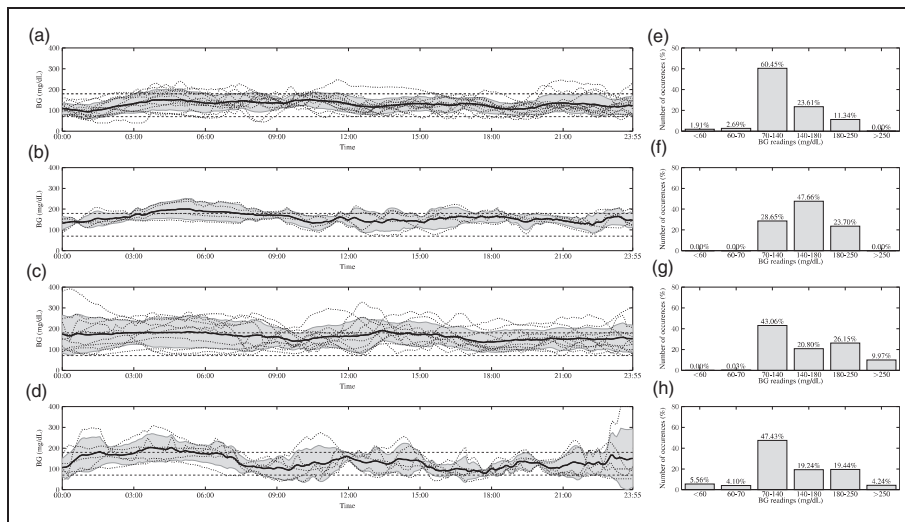 (a)
400
300
200
100
0
BG (mg/dL)
00:00 03:00 06:00 09:00 12:00 15:00 18:00 21:00 23:55
Time
(e)
80
60
40
20
0
Number of occurrences (%)
1.91% 2.69% 60.45% 23.61% 11.34% 0.00%
<60 60-70 70-140 140-180 180-250 >250
BG readings (mg/dL)
(b)
400
300
200
100
0
BG (mg/dL)
00:00 03:00 06:00 09:00 12:00 15:00 18:00 21:00 23:55
Time
(f)
80
60
40
20
0
Number of occurrences (%)
0.00% 0.00% 28.65% 47.66% 23.70% 0.00%
<60 60-70 70-140 140-180 180-250 >250
BG readings (mg/dL)
(c)
400
300
200
100
0
BG (mg/dL)
00:00 03:00 06:00 09:00 12:00 15:00 18:00 21:00 23:55
Time
(g)
80
60
40
20
0
Number of occurrences (%)
0.00% 0.03% 43.06% 20.80% 26.15% 9.97%
<60 60-70 70-140 140-180 180-250 >250
BG readings (mg/dL)
(d)
400
300
200
100
0
BG (mg/dL)
00:00 03:00 06:00 09:00 12:00 15:00 18:00 21:00 23:55
Time
(h)
80
60
40
20
0
Number of occurrences (%)
5.56% 4.10% 47.43% 19.24% 19.44% 4.24%
<60 60-70 70-140 140-180 180-250 >250
BG readings (mg/dL)